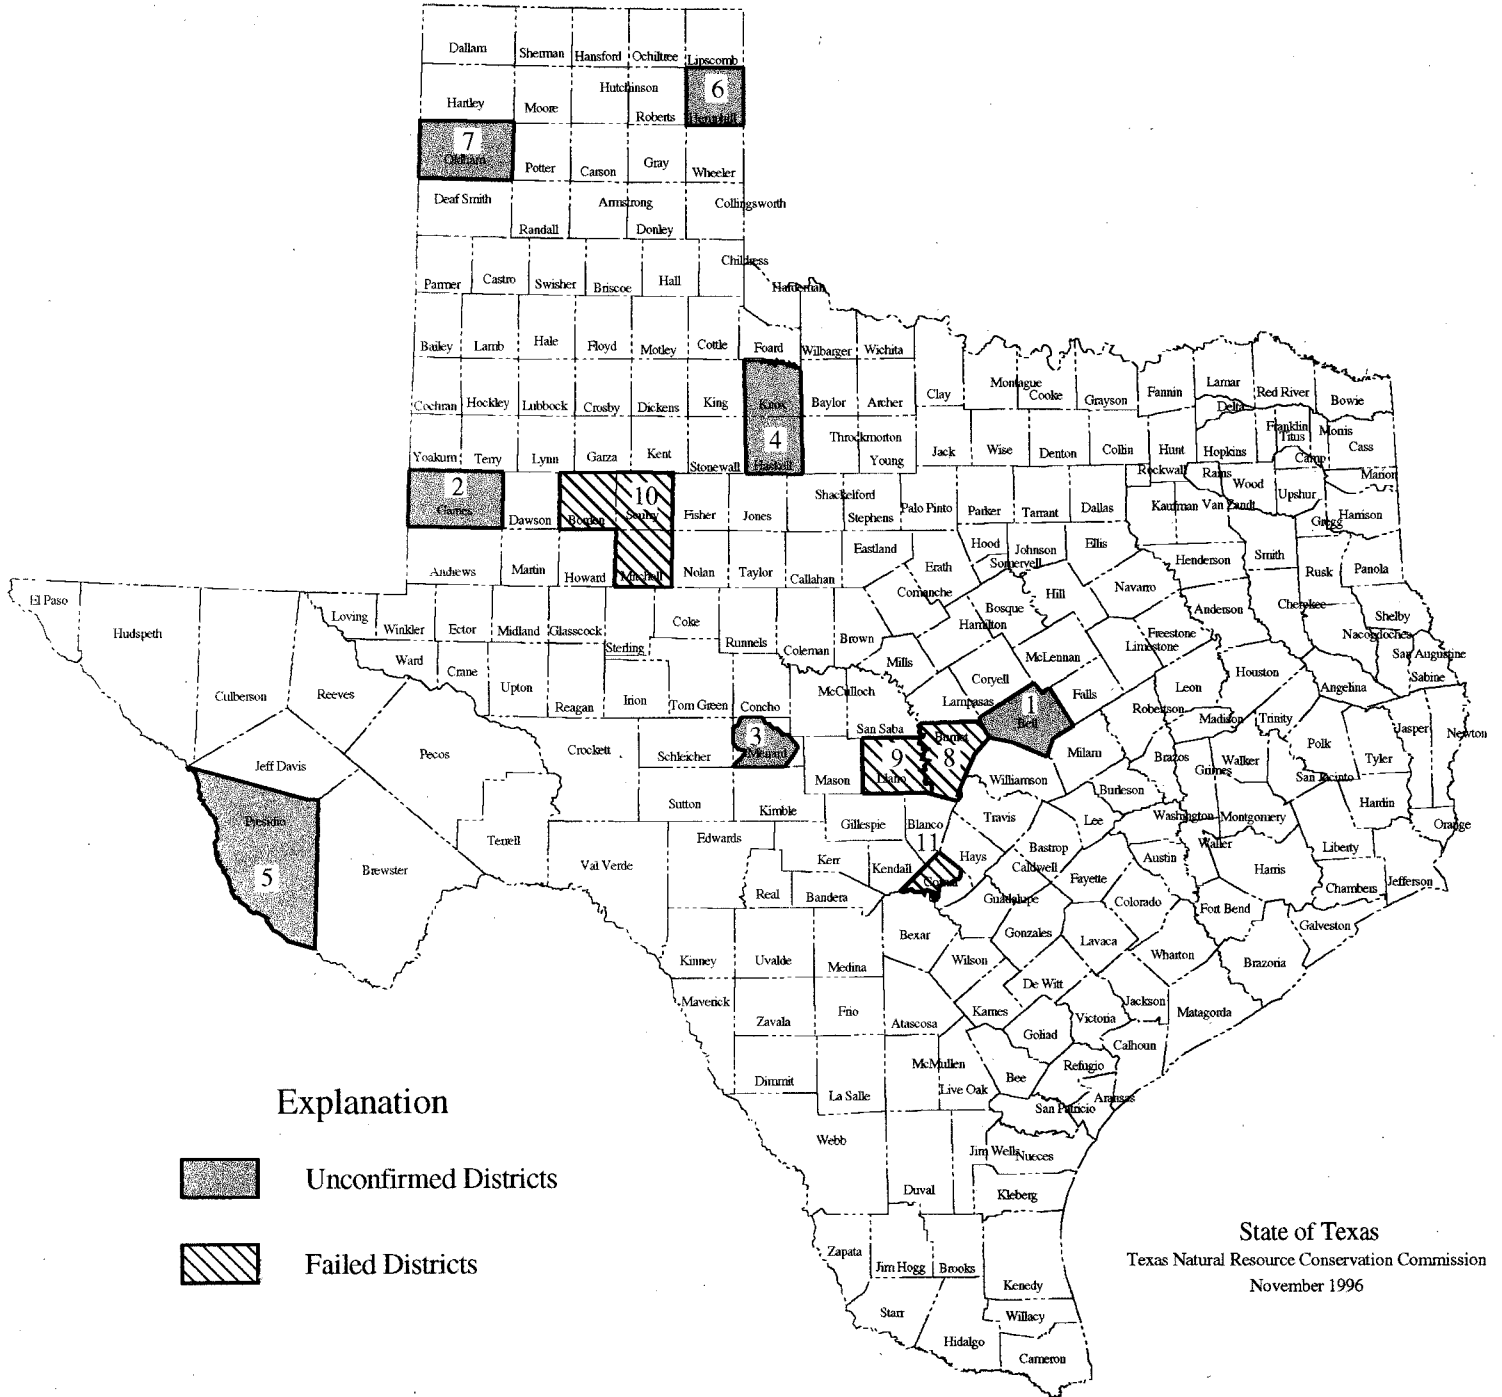 Dallam Sherman Hansford Ochiltree Lipscomb
Hartley Moore Hutchinson Roberts 6 Hemphill
7 Oldham Potter Carson Gray Wheeler
Deaf Smith Randall Armstrong Donley Collingsworth
Parmer Castro Swisher Briscoe Hall Childress Hardeman
Bailey Lamb Hale Floyd Motley Cottle Foard Wilbarger Wichita
Cochran Hockley Lubbock Crosby Dickens King Knox Baylor Archer Clay Montague Cooke Grayson Fannin Lamar Delta Red River Bowie
Yoakum Terry Lynn Garza Kent Stonewall 4 Haskell Throckmorton Young Jack Wise Denton Collin Hunt Hopkins Franklin Titus Camp Morris Cass Marion
2 Gaines Dawson Borden 10 Scurry Fisher Jones Shackelford Stephens Palo Pinto Parker Tarrant Dallas Rockwall Kaufman Rains Van Zandt Wood Upshur Gregg Harrison
Andrews Martin Howard Mitchell Nolan Taylor Callahan Eastland Erath Hood Somervell Johnson Ellis Henderson Smith Rusk Panola
El Paso Hudspeth Loving Winkler Ector Midland Glasscock Sterling Coke Runnels Coleman Brown Comanche Hamilton Bosque Hill Navarro Freestone Anderson Cherokee Nacogdoches Shelby
Culberson Reeves Ward Crane Upton Reagan Irion Tom Green Concho McCulloch Mills Coryell McLennan Limestone Falls Leon Houston Angelina San Augustine Sabine
Jeff Davis Pecos Crockett Schleicher 3 Menard Mason San Saba Lampasas 1 Bell Milam Robertson Madison Trinity Polk Tyler Jasper Newton
9 Llano Burnet 8 Williamson Burleson Brazos Grimes Walker San Jacinto Hardin Orange
Presidio 5 Brewster Terrell Val Verde Sutton Edwards Kimble Gillespie Blanco Travis Lee Washington Montgomery Waller Liberty
Real Kerr Bandera Kendall 11 Comal Hays Caldwell Bastrop Fayette Austin Harris Chambers Jefferson
Kinney Uvalde Medina Bexar Wilson Guadalupe Gonzales Lavaca Colorado Wharton Fort Bend Brazoria Galveston
Maverick Zavala Frio Atascosa Karnes De Witt Goliad Victoria Jackson Matagorda Calhoun
Dimmit La Salle McMullen Live Oak Bee Refugio San Patricio Aransas
Webb Duval Jim Wells Nueces Kleberg
Zapata Jim Hogg Brooks Kenedy
Starr Hidalgo Willacy Cameron
Explanation
Unconfirmed Districts
Failed Districts
State of Texas
Texas Natural Resource Conservation Commission
November 1996